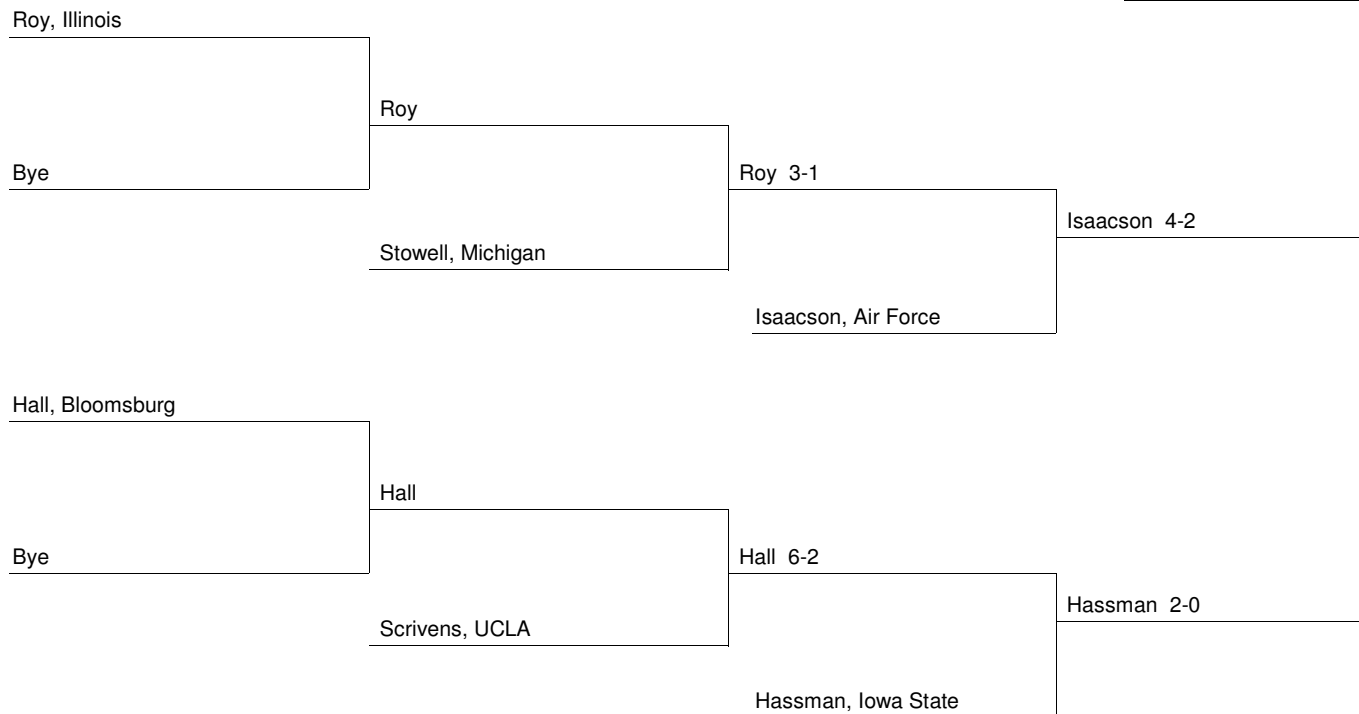 Roy, Illinois
Roy
Bye
Roy  3-1
Isaacson  4-2
Stowell, Michigan
Isaacson, Air Force
Hall, Bloomsburg
Hall
Bye
Hall  6-2
Hassman  2-0
Scrivens, UCLA
Hassman, Iowa State